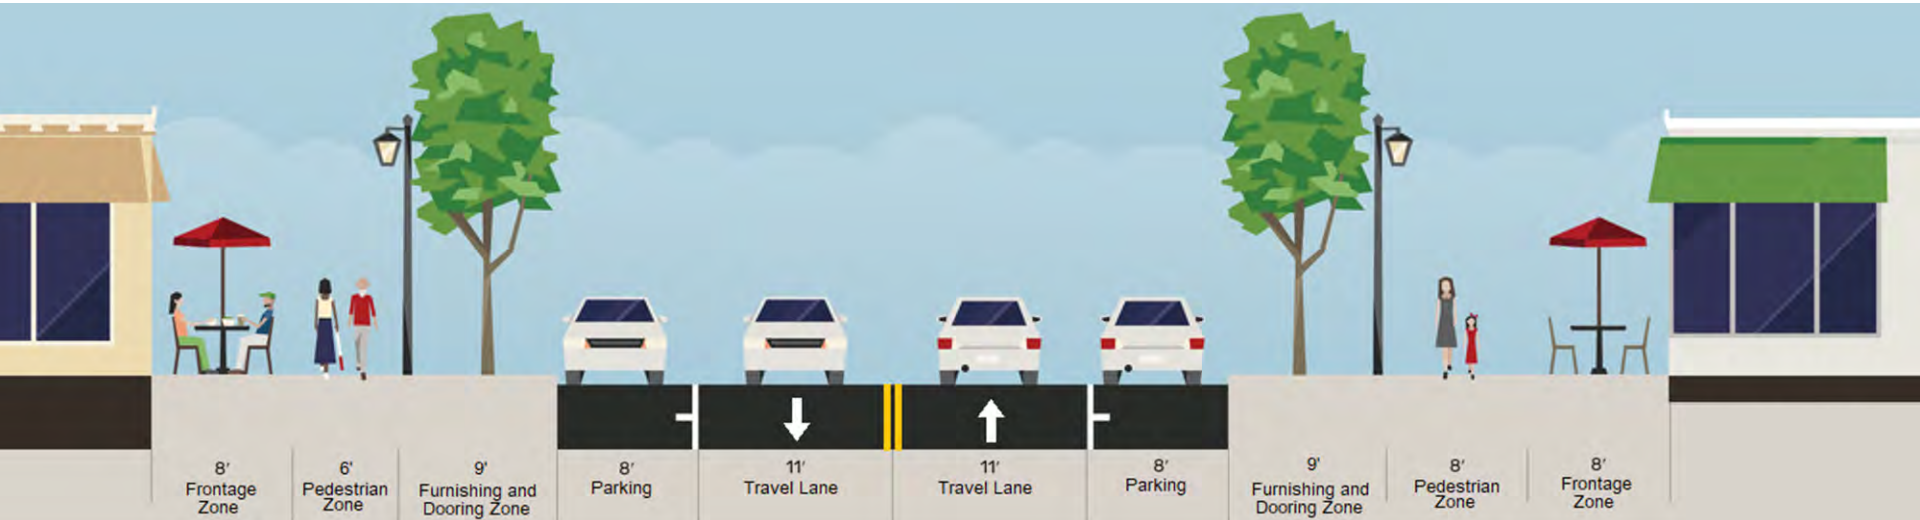 8′
Frontage
Zone
6'
Pedestrian
Zone
9'
Furnishing and
Dooring Zone
8′
Parking
11′
Travel Lane
11′
Travel Lane
8′
Parking
9'
Furnishing and
Dooring Zone
8′
Pedestrian
Zone
8′
Frontage
Zone